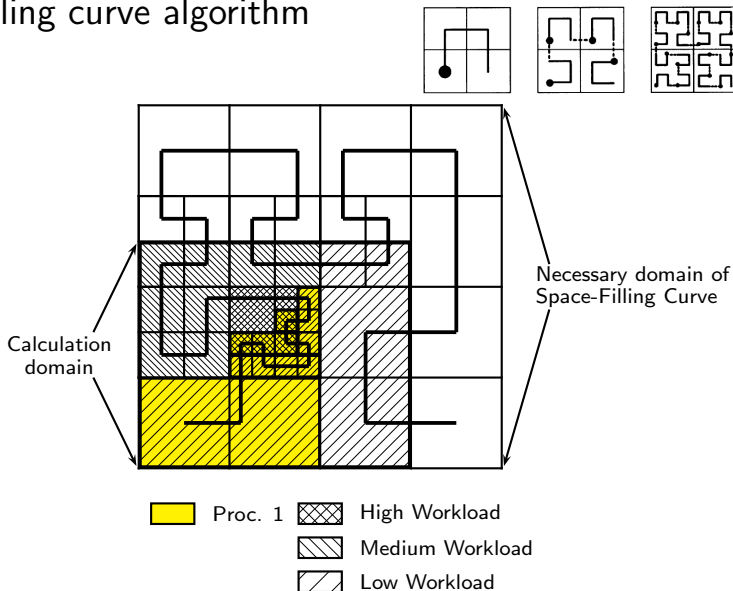 ling curve algorithm
Necessary domain of
Space-Filling Curve
Calculation
domain
Proc. 1
High Workload
Medium Workload
Low Workload